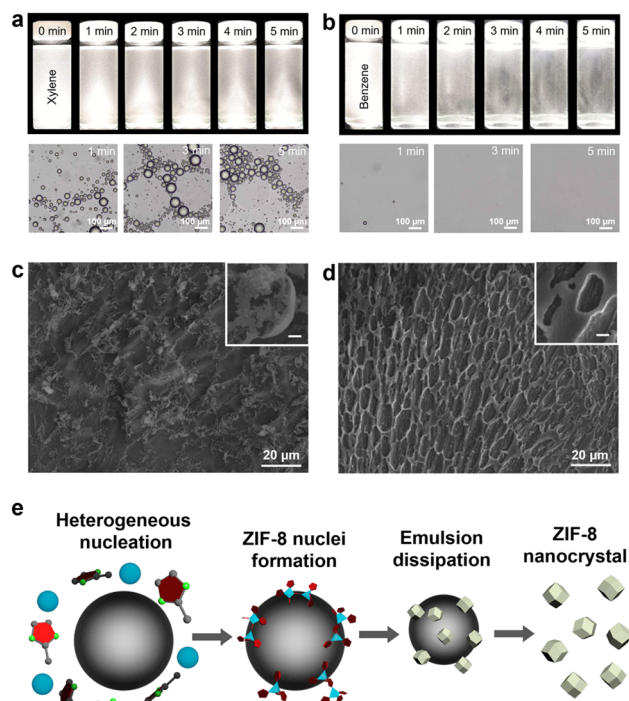 a
0 min
1 min
2 min
3 min
4 min
5 min
Xylene
1 min
3 min
5 min
100 µm
100 µm
100 µm
b
0 min
1 min
2 min
3 min
4 min
5 min
Benzene
1 min
3 min
5 min
100 µm
100 µm
100 µm
c
20 µm
d
20 µm
e
Heterogeneous
nucleation
ZIF-8 nuclei
formation
Emulsion
dissipation
ZIF-8
nanocrystal